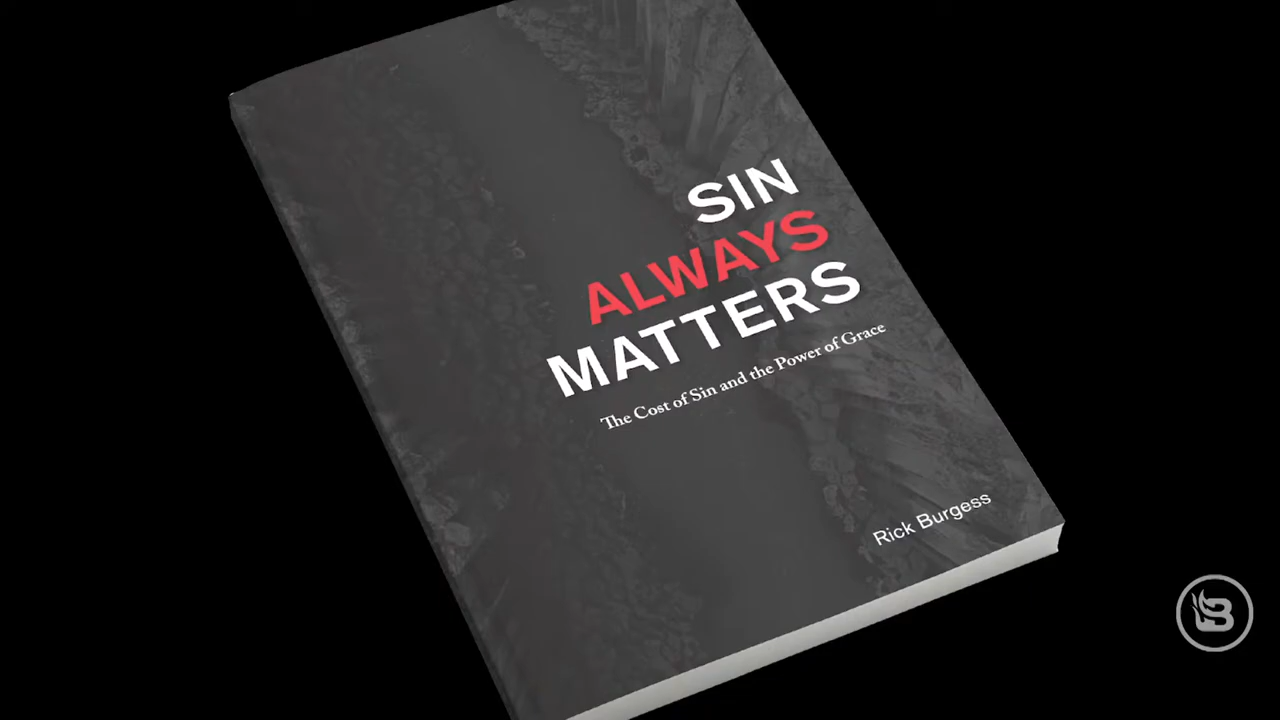 SIN
ALWAYS
MATTERS
The Cost of Sin and the Power of Grace
Rick Burgess
B